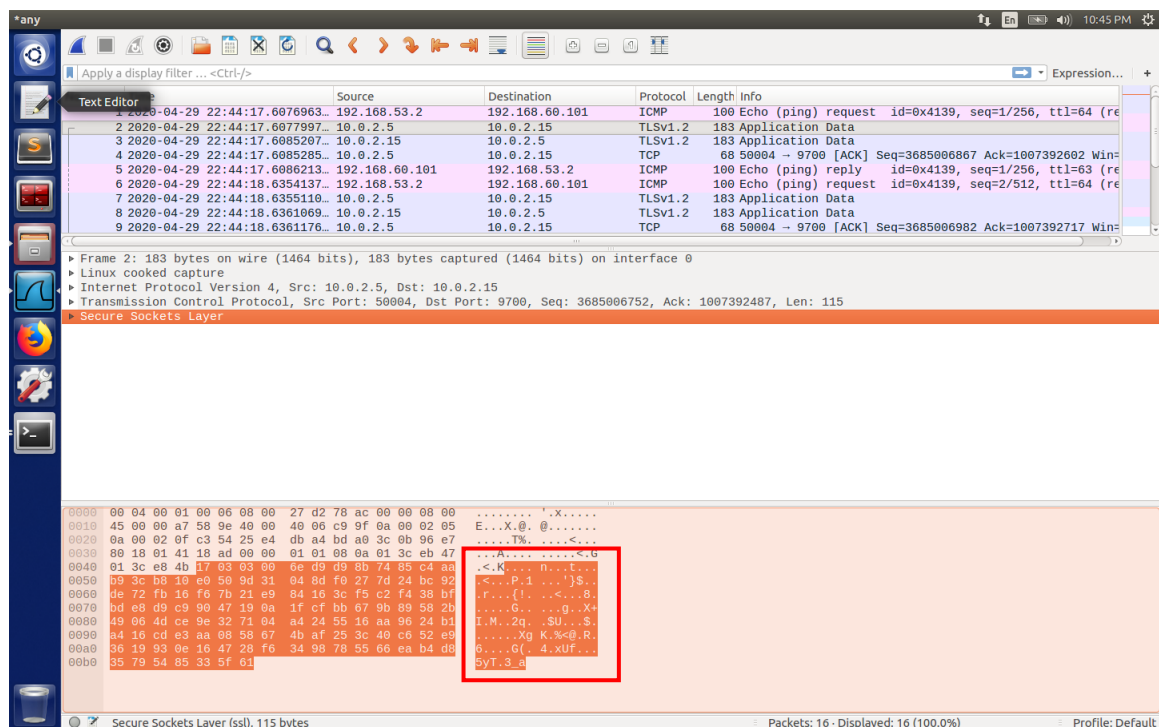 *any
En
10:45 PM
Apply a display filter … <Ctrl-/>
Expression…
+
Text Editor
Source Destination Protocol Length Info
1 2020-04-29 22:44:17.6076963… 192.168.53.2 192.168.60.101 ICMP 100 Echo (ping) request id=0x4139, seq=1/256, ttl=64 (re
2 2020-04-29 22:44:17.6077997… 10.0.2.5 10.0.2.15 TLSv1.2 183 Application Data
3 2020-04-29 22:44:17.6085207… 10.0.2.15 10.0.2.5 TLSv1.2 183 Application Data
4 2020-04-29 22:44:17.6085285… 10.0.2.5 10.0.2.15 TCP 68 50004 → 9700 [ACK] Seq=3685006867 Ack=1007392602 Win=
5 2020-04-29 22:44:17.6086213… 192.168.60.101 192.168.53.2 ICMP 100 Echo (ping) reply id=0x4139, seq=1/256, ttl=63 (re
6 2020-04-29 22:44:18.6354137… 192.168.53.2 192.168.60.101 ICMP 100 Echo (ping) request id=0x4139, seq=2/512, ttl=64 (re
7 2020-04-29 22:44:18.6355110… 10.0.2.5 10.0.2.15 TLSv1.2 183 Application Data
8 2020-04-29 22:44:18.6361069… 10.0.2.15 10.0.2.5 TLSv1.2 183 Application Data
9 2020-04-29 22:44:18.6361176… 10.0.2.5 10.0.2.15 TCP 68 50004 → 9700 [ACK] Seq=3685006982 Ack=1007392717 Win=
Frame 2: 183 bytes on wire (1464 bits), 183 bytes captured (1464 bits) on interface 0
Linux cooked capture
Internet Protocol Version 4, Src: 10.0.2.5, Dst: 10.0.2.15
Transmission Control Protocol, Src Port: 50004, Dst Port: 9700, Seq: 3685006752, Ack: 1007392487, Len: 115
Secure Sockets Layer
0000 00 04 00 01 00 06 08 00 27 d2 78 ac 00 00 08 00 ........ '.x.....
0010 45 00 00 a7 58 9e 40 00 40 06 c9 9f 0a 00 02 05 E...X.@. @.......
0020 0a 00 02 0f c3 54 25 e4 db a4 bd a0 3c 0b 96 e7 .....T%. ....<...
0030 80 18 01 41 18 ad 00 00 01 01 08 0a 01 3c eb 47 ...A.... .....<.G
0040 01 3c e8 4b 17 03 03 00 6e d9 d9 8b 74 85 c4 aa .<.K.... n...t...
0050 b9 3c b8 10 e0 50 9d 31 04 8d f0 27 7d 24 bc 92 .<...P.1 ...'}$..
0060 de 72 fb 16 f6 7b 21 e9 84 16 3c f5 c2 f4 38 bf .r...{!. ..<...8.
0070 bd e8 d9 c9 90 47 19 0a 1f cf bb 67 9b 89 58 2b .....G.. ...g..X+
0080 49 06 4d ce 9e 32 71 04 a4 24 55 16 aa 96 24 b1 I.M..2q. .$U...$.
0090 a4 16 cd e3 aa 08 58 67 4b af 25 3c 40 c6 52 e9 ......Xg K.%<@.R.
00a0 36 19 93 0e 16 47 28 f6 34 98 78 55 66 ea b4 d8 6....G(. 4.xUf...
00b0 35 79 54 85 33 5f 61 5yT.3_a
Secure Sockets Layer (ssl), 115 bytes
Packets: 16 · Displayed: 16 (100.0%)
Profile: Default